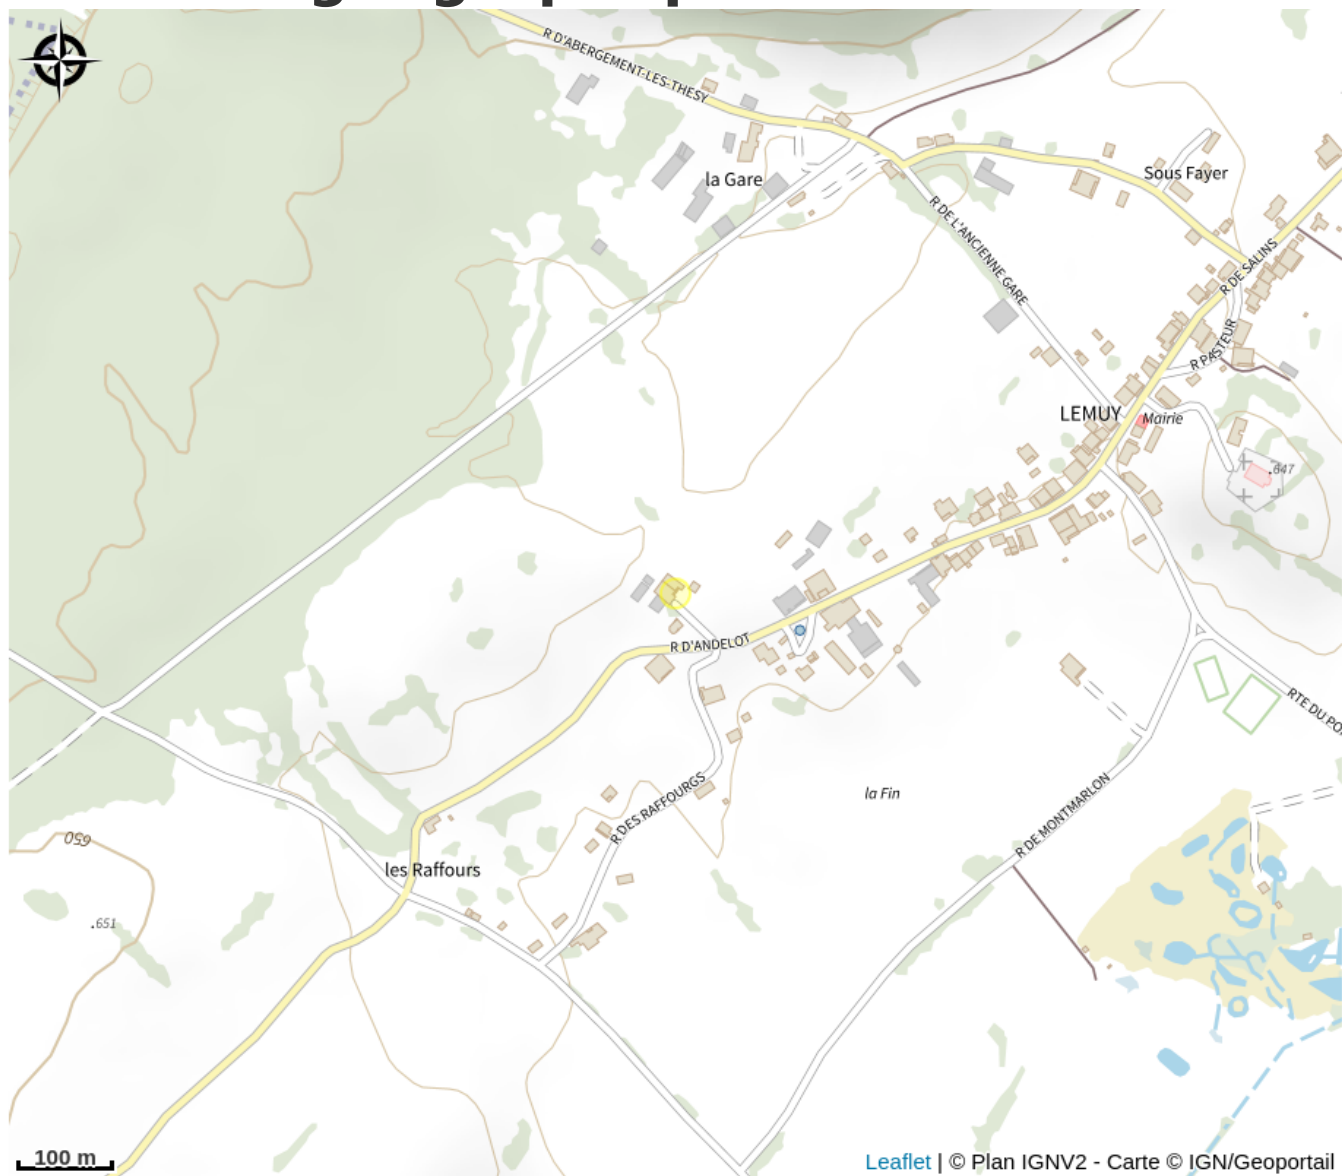 R D'ABERGEMENT-LES-THESY
la Gare
Sous Fayer
R DE L'ANCIENNE GARE
R DE SALINS
R PASTEUR
LEMUY
Mairie
647
R D'ANDELOT
RTE DU PO
la Fin
R DES RAFFOURGS
R DE MONTMARLON
650
les Raffours
651
100 m
Leaflet | © Plan IGNV2 - Carte © IGN/Geoportail